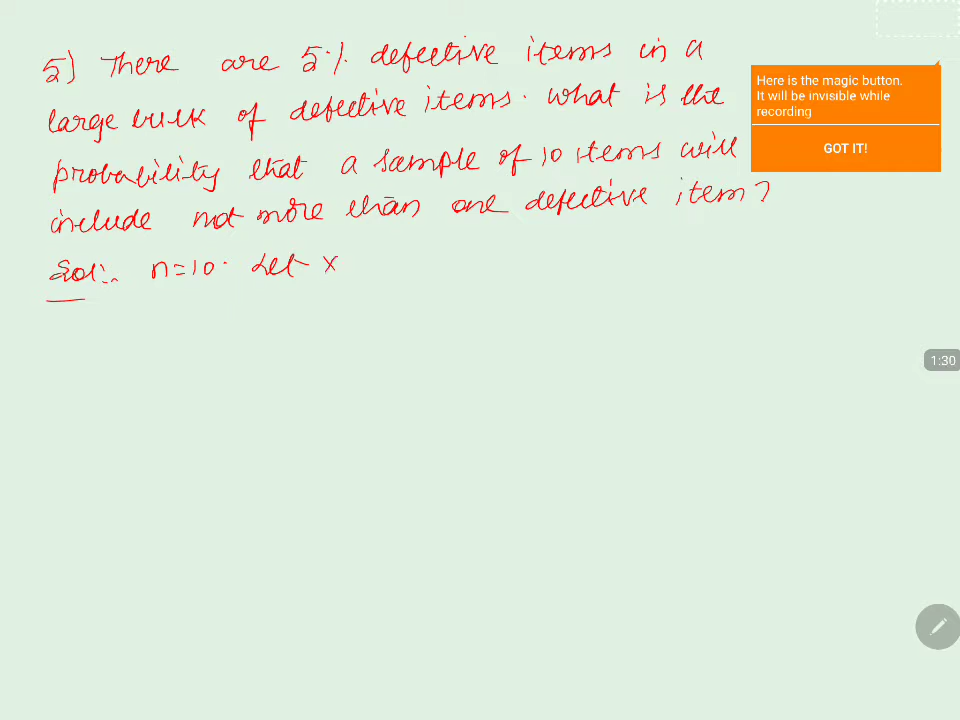 5) There are 5% defective items in a
large bulk of defective items. What is the
probability that a sample of 10 items will
include not more than one defective item?
Sol:. n=10. Let X
Here is the magic button.
It will be invisible while
recording
GOT IT!
1:30